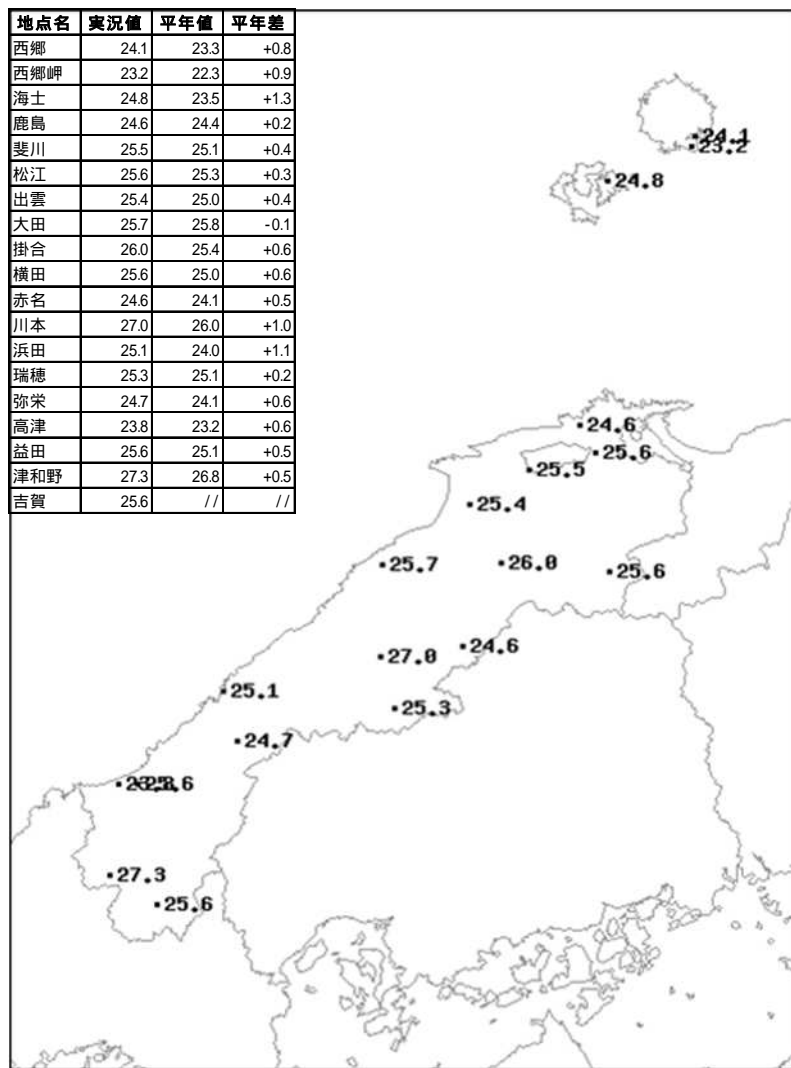 地点名 実況値 平年値 平年差
西郷 24.1 23.3 +0.8
西郷岬 23.2 22.3 +0.9
海士 24.8 23.5 +1.3
鹿島 24.6 24.4 +0.2
斐川 25.5 25.1 +0.4
松江 25.6 25.3 +0.3
出雲 25.4 25.0 +0.4
大田 25.7 25.8 -0.1
掛合 26.0 25.4 +0.6
横田 25.6 25.0 +0.6
赤名 24.6 24.1 +0.5
川本 27.0 26.0 +1.0
浜田 25.1 24.0 +1.1
瑞穂 25.3 25.1 +0.2
弥栄 24.7 24.1 +0.6
高津 23.8 23.2 +0.6
益田 25.6 25.1 +0.5
津和野 27.3 26.8 +0.5
吉賀 25.6 // //
24.1
23.2
24.8
24.6
25.6
25.5
25.4
25.7 26.0 25.6
24.6
27.0
25.1
25.3
24.7
23.8 25.6
27.3
25.6